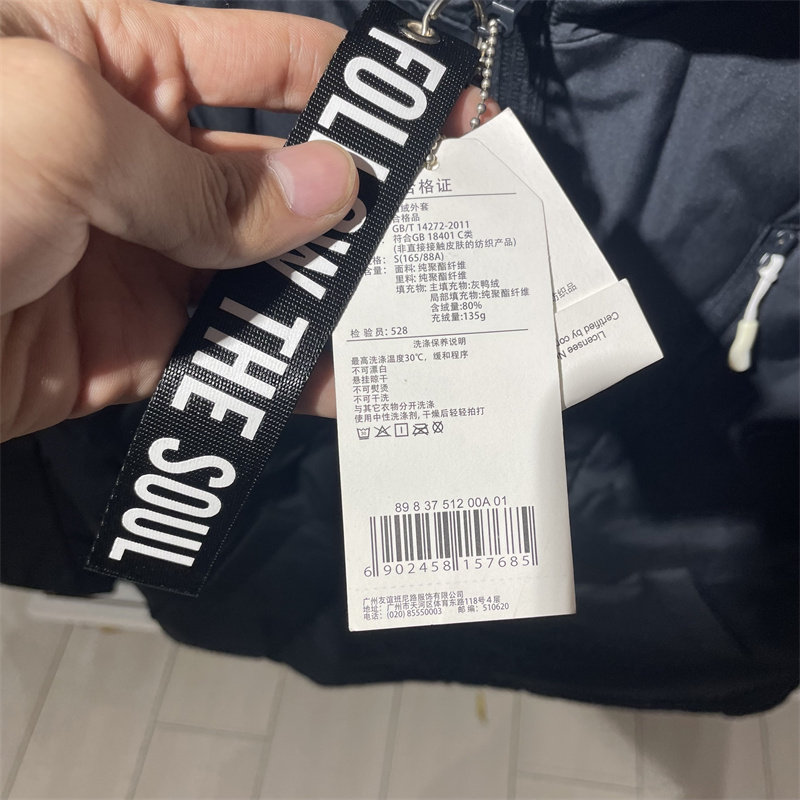 FOLLOW THE SOUL
合格证
绒外套
合格品
GB/T 14272-2011
符合GB 18401 C类
(非直接接触皮肤的纺织产品)
格: S(165/88A)
含量: 面料:纯聚酯纤维
里料:纯聚酯纤维
填充物: 主填充物:灰鸭绒
局部填充物:纯聚酯纤维
含绒量:80%
充绒量:135g
检 验 员: 528
洗涤保养说明
最高洗涤温度30℃, 缓和程序
不可漂白
悬挂晾干
不可熨烫
不可干洗
与其它衣物分开洗涤
使用中性洗涤剂, 干燥后轻轻拍打
89 8 37 512 00A 01
6 902458 157685
广州友谊班尼路服饰有限公司
地址: 广州市天河区体育东路118号4层
电话: (020) 85550003 邮 编: 510620
Licensee N
Certified by con